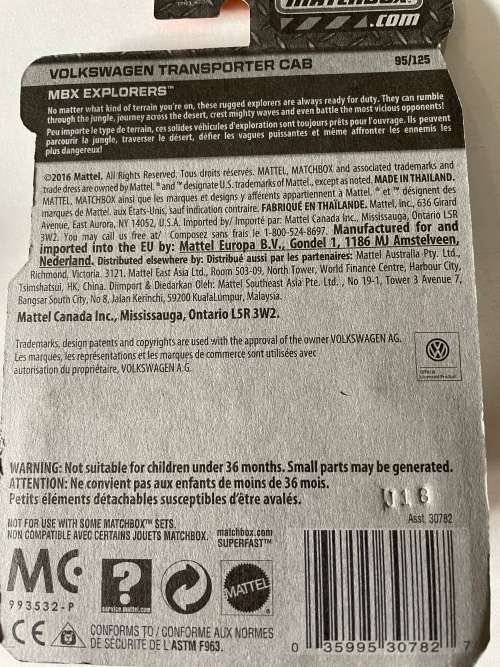 MATCHBOX
.COM
VOLKSWAGEN TRANSPORTER CAB 95/125
MBX EXPLORERS™
No matter what kind of terrain you're on, these rugged explorers are always ready for duty. They can rumble
through the jungle, journey across the desert, crest mighty waves and even battle the most vicious opponents!
Peu importe le type de terrain, ces solides véhicules d'exploration sont toujours prêts pour l'ouvrage. Ils peuvent
parcourir la jungle, traverser le désert, défier les vagues puissantes et même affronter les ennemis les
plus dangereux!
©2016 Mattel. All Rights Reserved. Tous droits réservés. MATTEL, MATCHBOX and associated trademarks and
trade dress are owned by Mattel. ® and ™ designate U.S. trademarks of Mattel, except as noted. MADE IN THAILAND.
MATTEL, MATCHBOX ainsi que les marques et designs y afférents appartiennent à Mattel. ® et ™ désignent des
marques de Mattel aux États-Unis, sauf indication contraire. FABRIQUÉ EN THAÏLANDE. Mattel, Inc., 636 Girard
Avenue, East Aurora, NY 14052, U.S.A. Imported by/ Importé par: Mattel Canada Inc., Mississauga, Ontario L5R
3W2. You may call us free at/ Composez sans frais le 1-800-524-8697. Manufactured for and
imported into the EU by: Mattel Europa B.V., Gondel 1, 1186 MJ Amstelveen,
Nederland. Distributed elsewhere by: Distribué aussi par les partenaires: Mattel Australia Pty. Ltd.,
Richmond, Victoria. 3121. Mattel East Asia Ltd., Room 503-09, North Tower, World Finance Centre, Harbour City,
Tsimshatsui, HK, China. Diimport & Diedarkan Oleh: Mattel Southeast Asia Pte. Ltd. , No 19-1, Tower 3 Avenue 7,
Bangsar South City, No 8, Jalan Kerinchi, 59200 KualaLumpur, Malaysia.
Mattel Canada Inc., Mississauga, Ontario L5R 3W2.
Trademarks, design patents and copyrights are used with the approval of the owner VOLKSWAGEN AG.
Les marques, les représentations et les marques de commerce sont utilisées avec
autorisation du propriétaire, VOLKSWAGEN A.G.
WARNING: Not suitable for children under 36 months. Small parts may be generated.
ATTENTION: Ne convient pas aux enfants de moins de 36 mois.
Petits éléments détachables susceptibles d'être avalés.
Asst. 30782
NOT FOR USE WITH SOME MATCHBOX™ SETS.
NON COMPATIBLE AVEC CERTAINS JOUETS MATCHBOX.
matchbox.com
SUPERFAST™
MC
993532-P
?
service.mattel.com
MATTEL
CE
CONFORMS TO / CONFORME AUX NORMES
DE SÉCURITÉ DE L'ASTM F963.
0 35995 30782 7